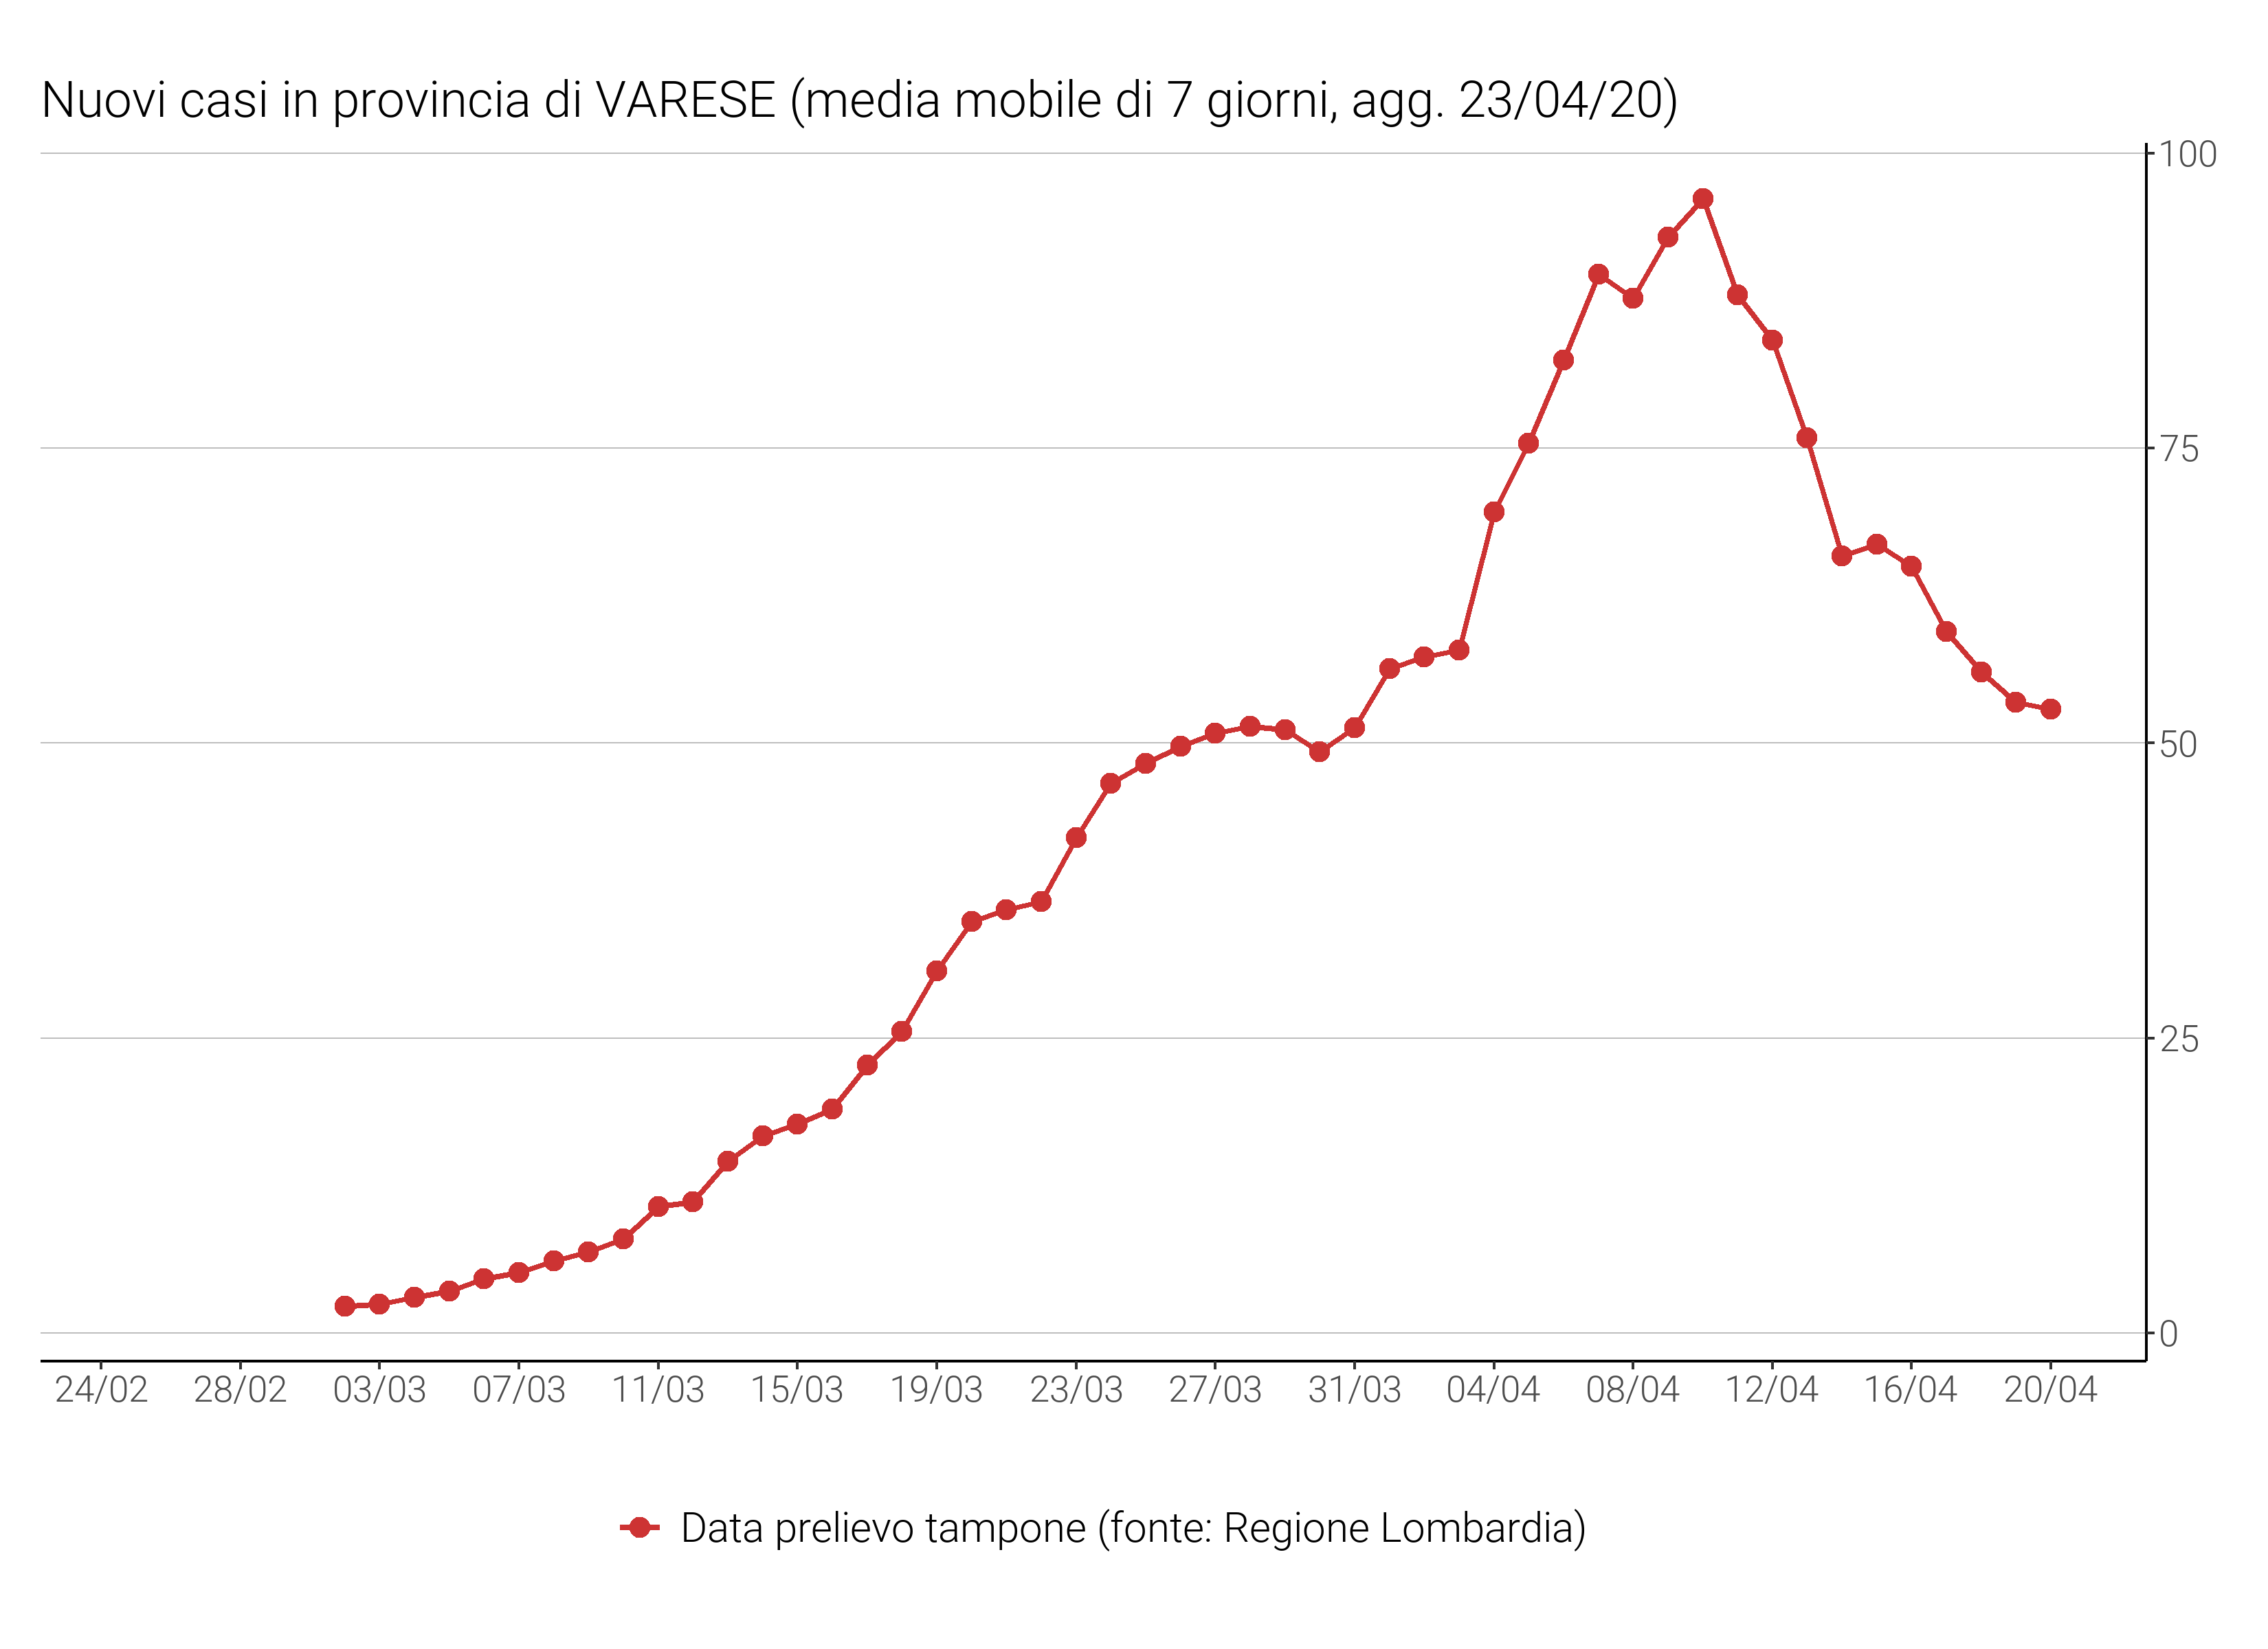 Nuovi casi in provincia di VARESE (media mobile di 7 giorni, agg. 23/04/20)
100
75
50
25
0
24/02 28/02 03/03 07/03 11/03 15/03 19/03 23/03 27/03 31/03 04/04 08/04 12/04 16/04 20/04
Data prelievo tampone (fonte: Regione Lombardia)